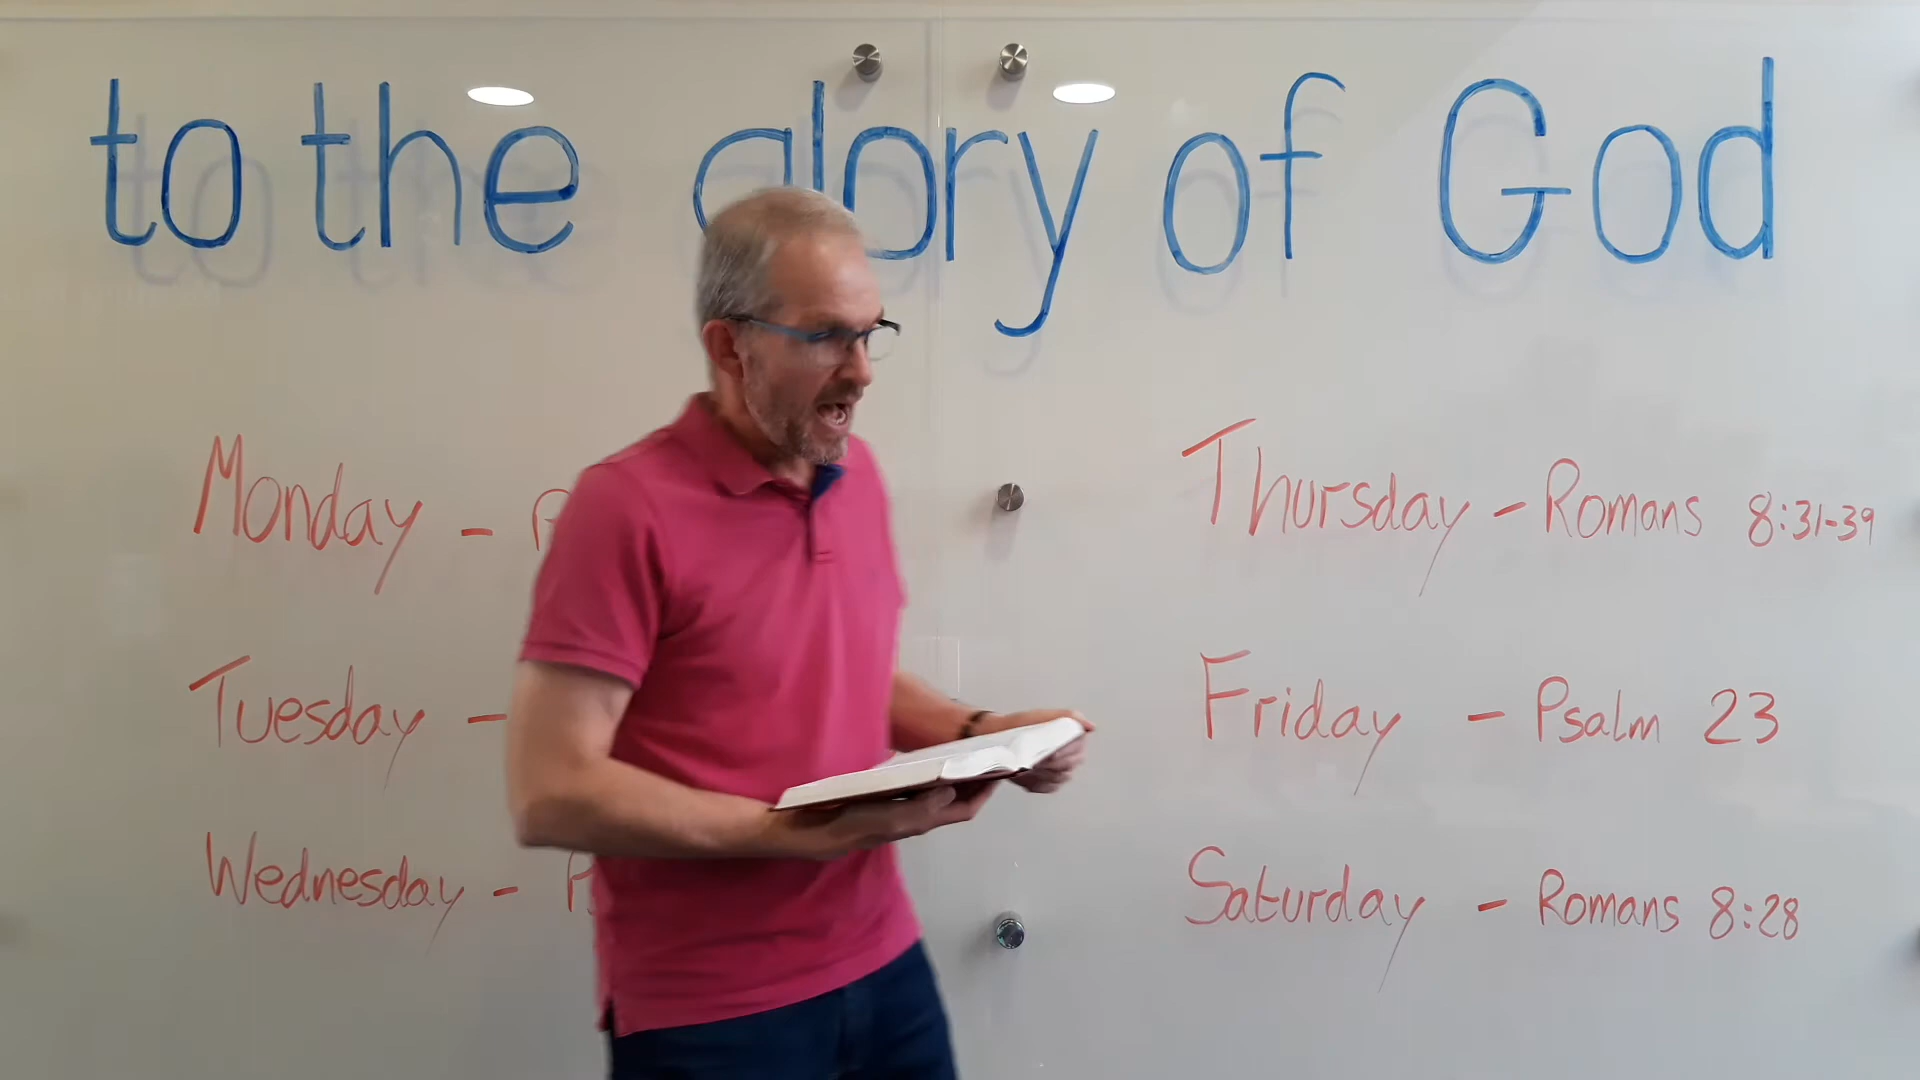 to the glory of God
Monday -
Tuesday -
Wednesday -
Thursday - Romans 8:31-39
Friday - Psalm 23
Saturday - Romans 8:28